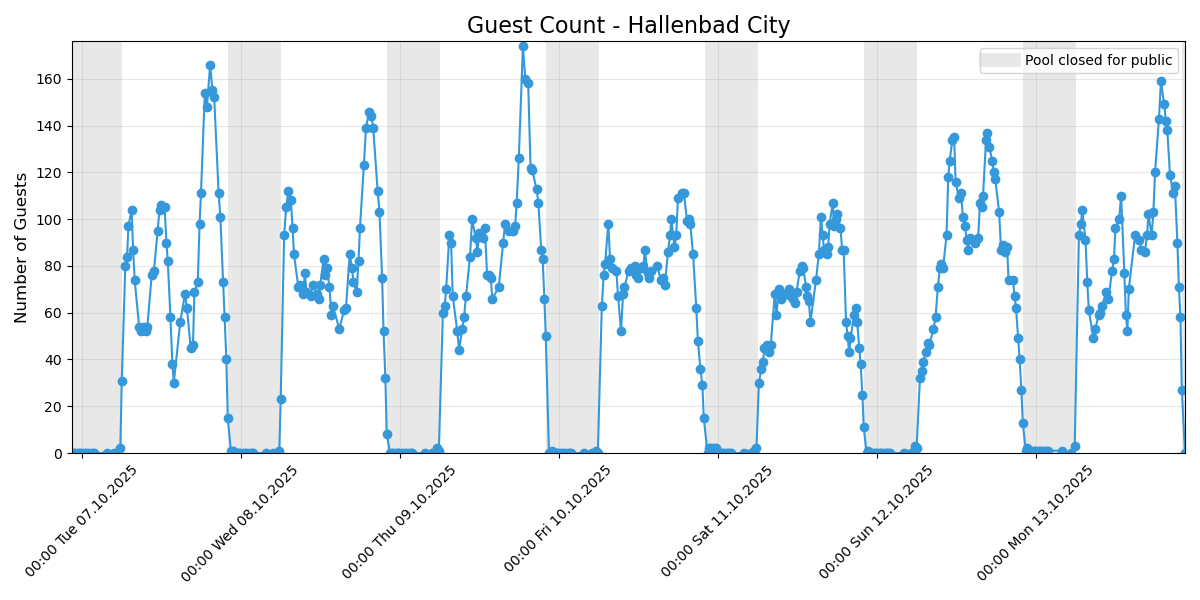 Guest Count - Hallenbad City
Pool closed for public
Number of Guests
160
140
120
100
80
60
40
20
0
00:00 Tue 07.10.2025
00:00 Wed 08.10.2025
00:00 Thu 09.10.2025
00:00 Fri 10.10.2025
00:00 Sat 11.10.2025
00:00 Sun 12.10.2025
00:00 Mon 13.10.2025